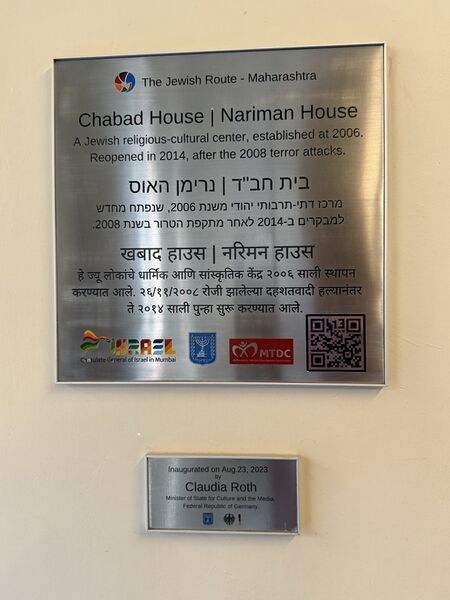 The Jewish Route - Maharashtra
Chabad House | Nariman House
A Jewish religious-cultural center, established at 2006.
Reopened in 2014, after the 2008 terror attacks.
בית חב"ד | נרימן האוס
מרכז דתי-תרבותי יהודי משנת 2006, שנפתח מחדש
למבקרים ב-2014 לאחר מתקפת הטרור בשנת 2008.
खबाद हाउस | नरिमन हाउस
हे ज्यू लोकांचे धार्मिक आणि सांस्कृतिक केंद्र २००६ साली स्थापन
करण्यात आले. २६/११/२००८ रोजी झालेल्या दहशतवादी हल्यानंतर
ते २०१४ साली पुन्हा सुरू करण्यात आले.
ISRAEL
Consulate General of Israel in Mumbai
MTDC
Inaugurated on Aug.23, 2023
by
Claudia Roth
Minister of State for Culture and the Media,
Federal Republic of Germany.